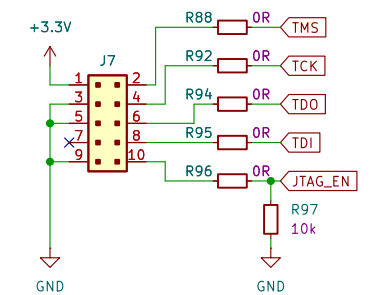 R88 0R TMS
+3.3V
J7
R92 0R TCK
1 2
3 4
R94 0R TDO
5 6
R95 0R TDI
7 8
9 10
R96 0R JTAG_EN
R97
10k
GND GND